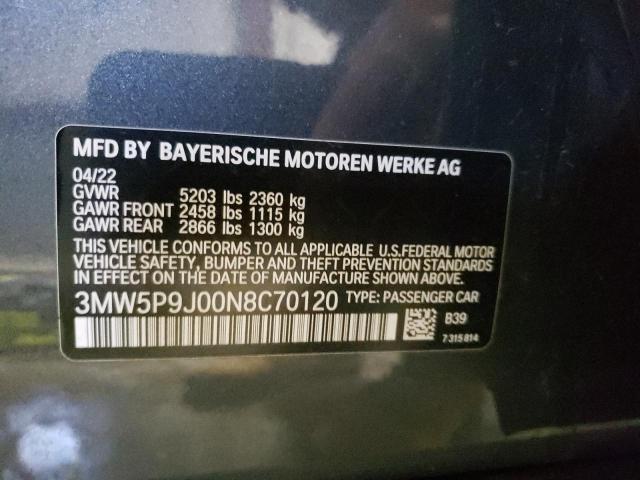 MFD BY BAYERISCHE MOTOREN WERKE AG
04/22
GVWR 5203 lbs 2360 kg
GAWR FRONT 2458 lbs 1115 kg
GAWR REAR 2866 lbs 1300 kg
THIS VEHICLE CONFORMS TO ALL APPLICABLE U.S.FEDERAL MOTOR
VEHICLE SAFETY, BUMPER AND THEFT PREVENTION STANDARDS
IN EFFECT ON THE DATE OF MANUFACTURE SHOWN ABOVE.
3MW5P9J00N8C70120 TYPE: PASSENGER CAR
B39
7 315 814